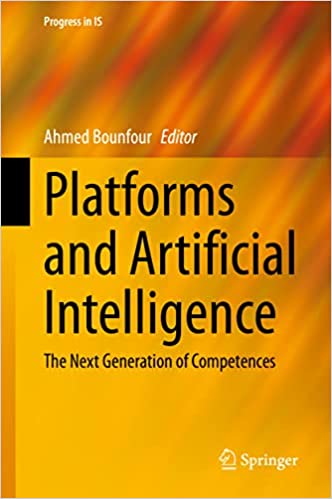 Progress in IS
Ahmed Bounfour Editor
Platforms
and Artificial
Intelligence
The Next Generation of Competences
Springer